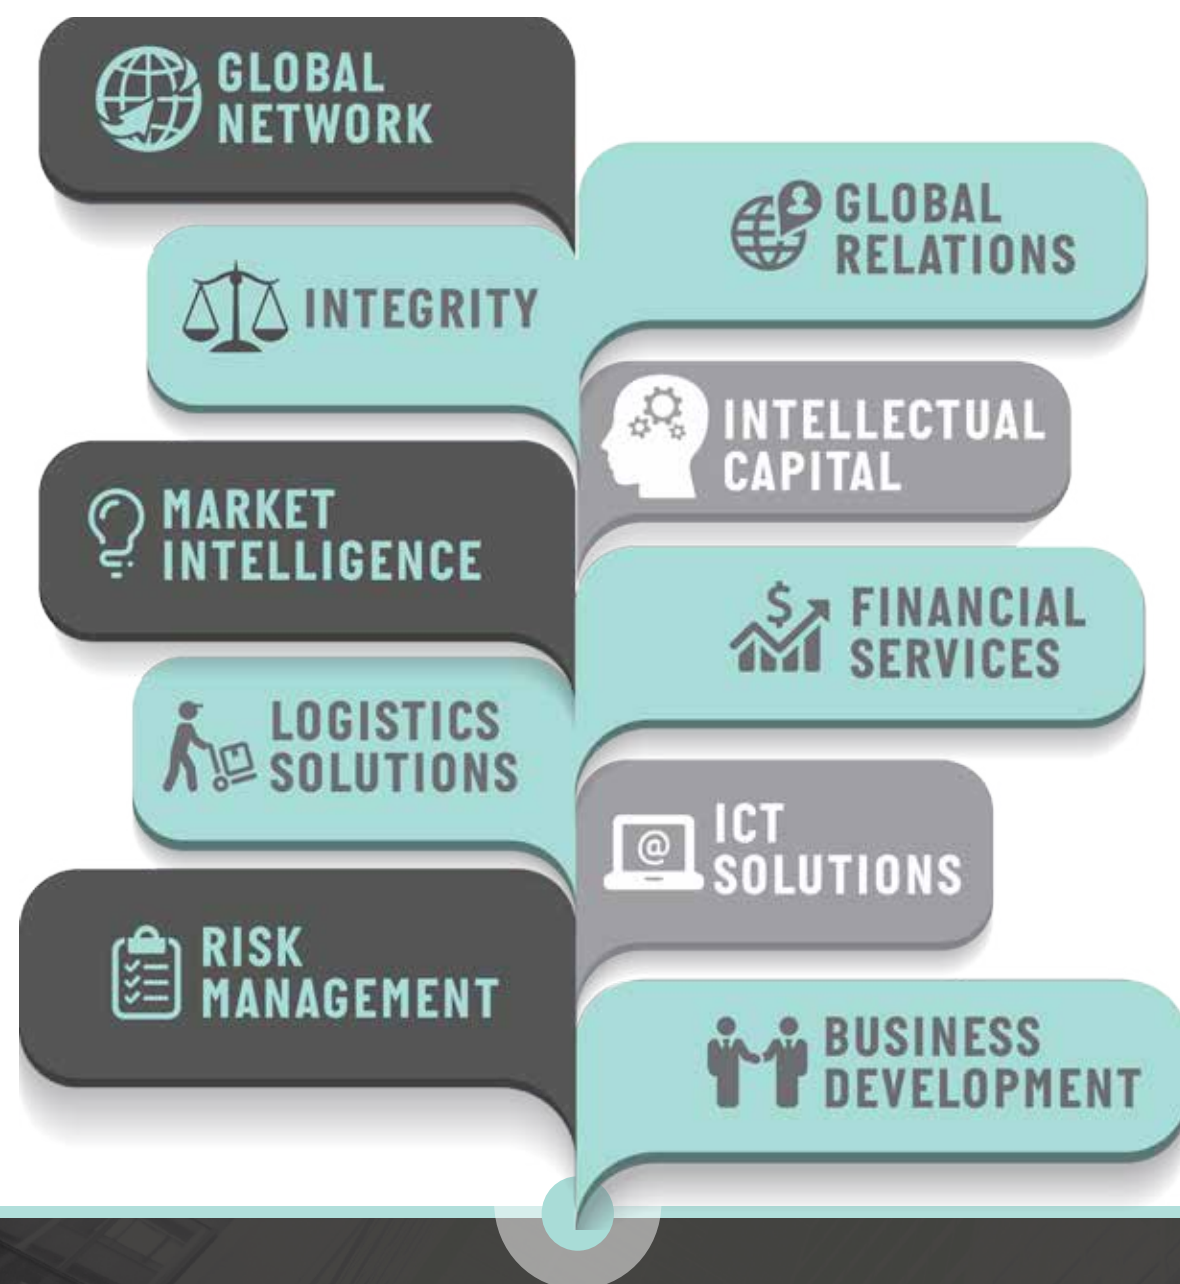 GLOBAL
NETWORK
GLOBAL
RELATIONS
INTEGRITY
INTELLECTUAL
CAPITAL
MARKET
INTELLIGENCE
$
FINANCIAL
SERVICES
LOGISTICS
SOLUTIONS
@
ICT
SOLUTIONS
RISK
MANAGEMENT
BUSINESS
DEVELOPMENT